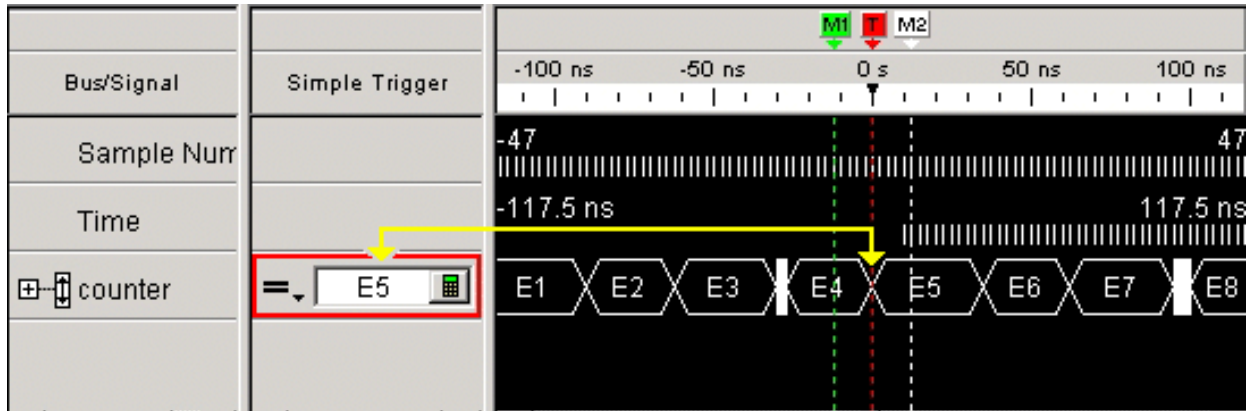 M1 T M2
Bus/Signal Simple Trigger -100 ns -50 ns 0 s 50 ns 100 ns
Sample Num -47 47
Time -117.5 ns 117.5 ns
counter = E5 E1 E2 E3 E4 E5 E6 E7 E8